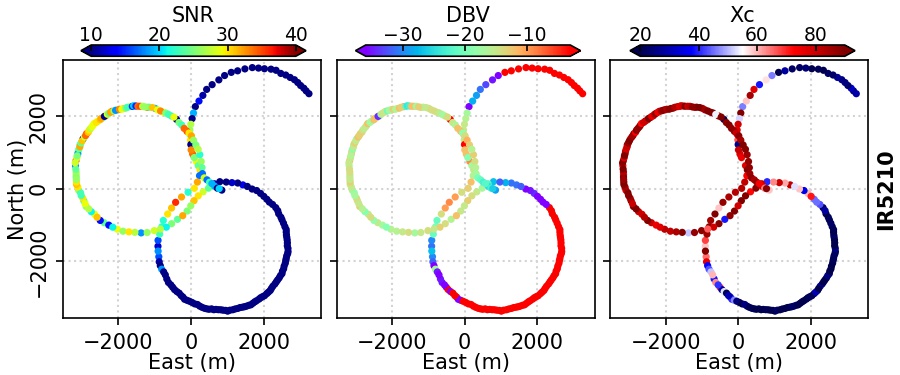 SNR DBV Xc
10 20 30 40 −30 −20 −10 20 40 60 80
2000
0
−2000
North (m)
−2000 0 2000 −2000 0 2000 −2000 0 2000
East (m) East (m) East (m)
IR5210